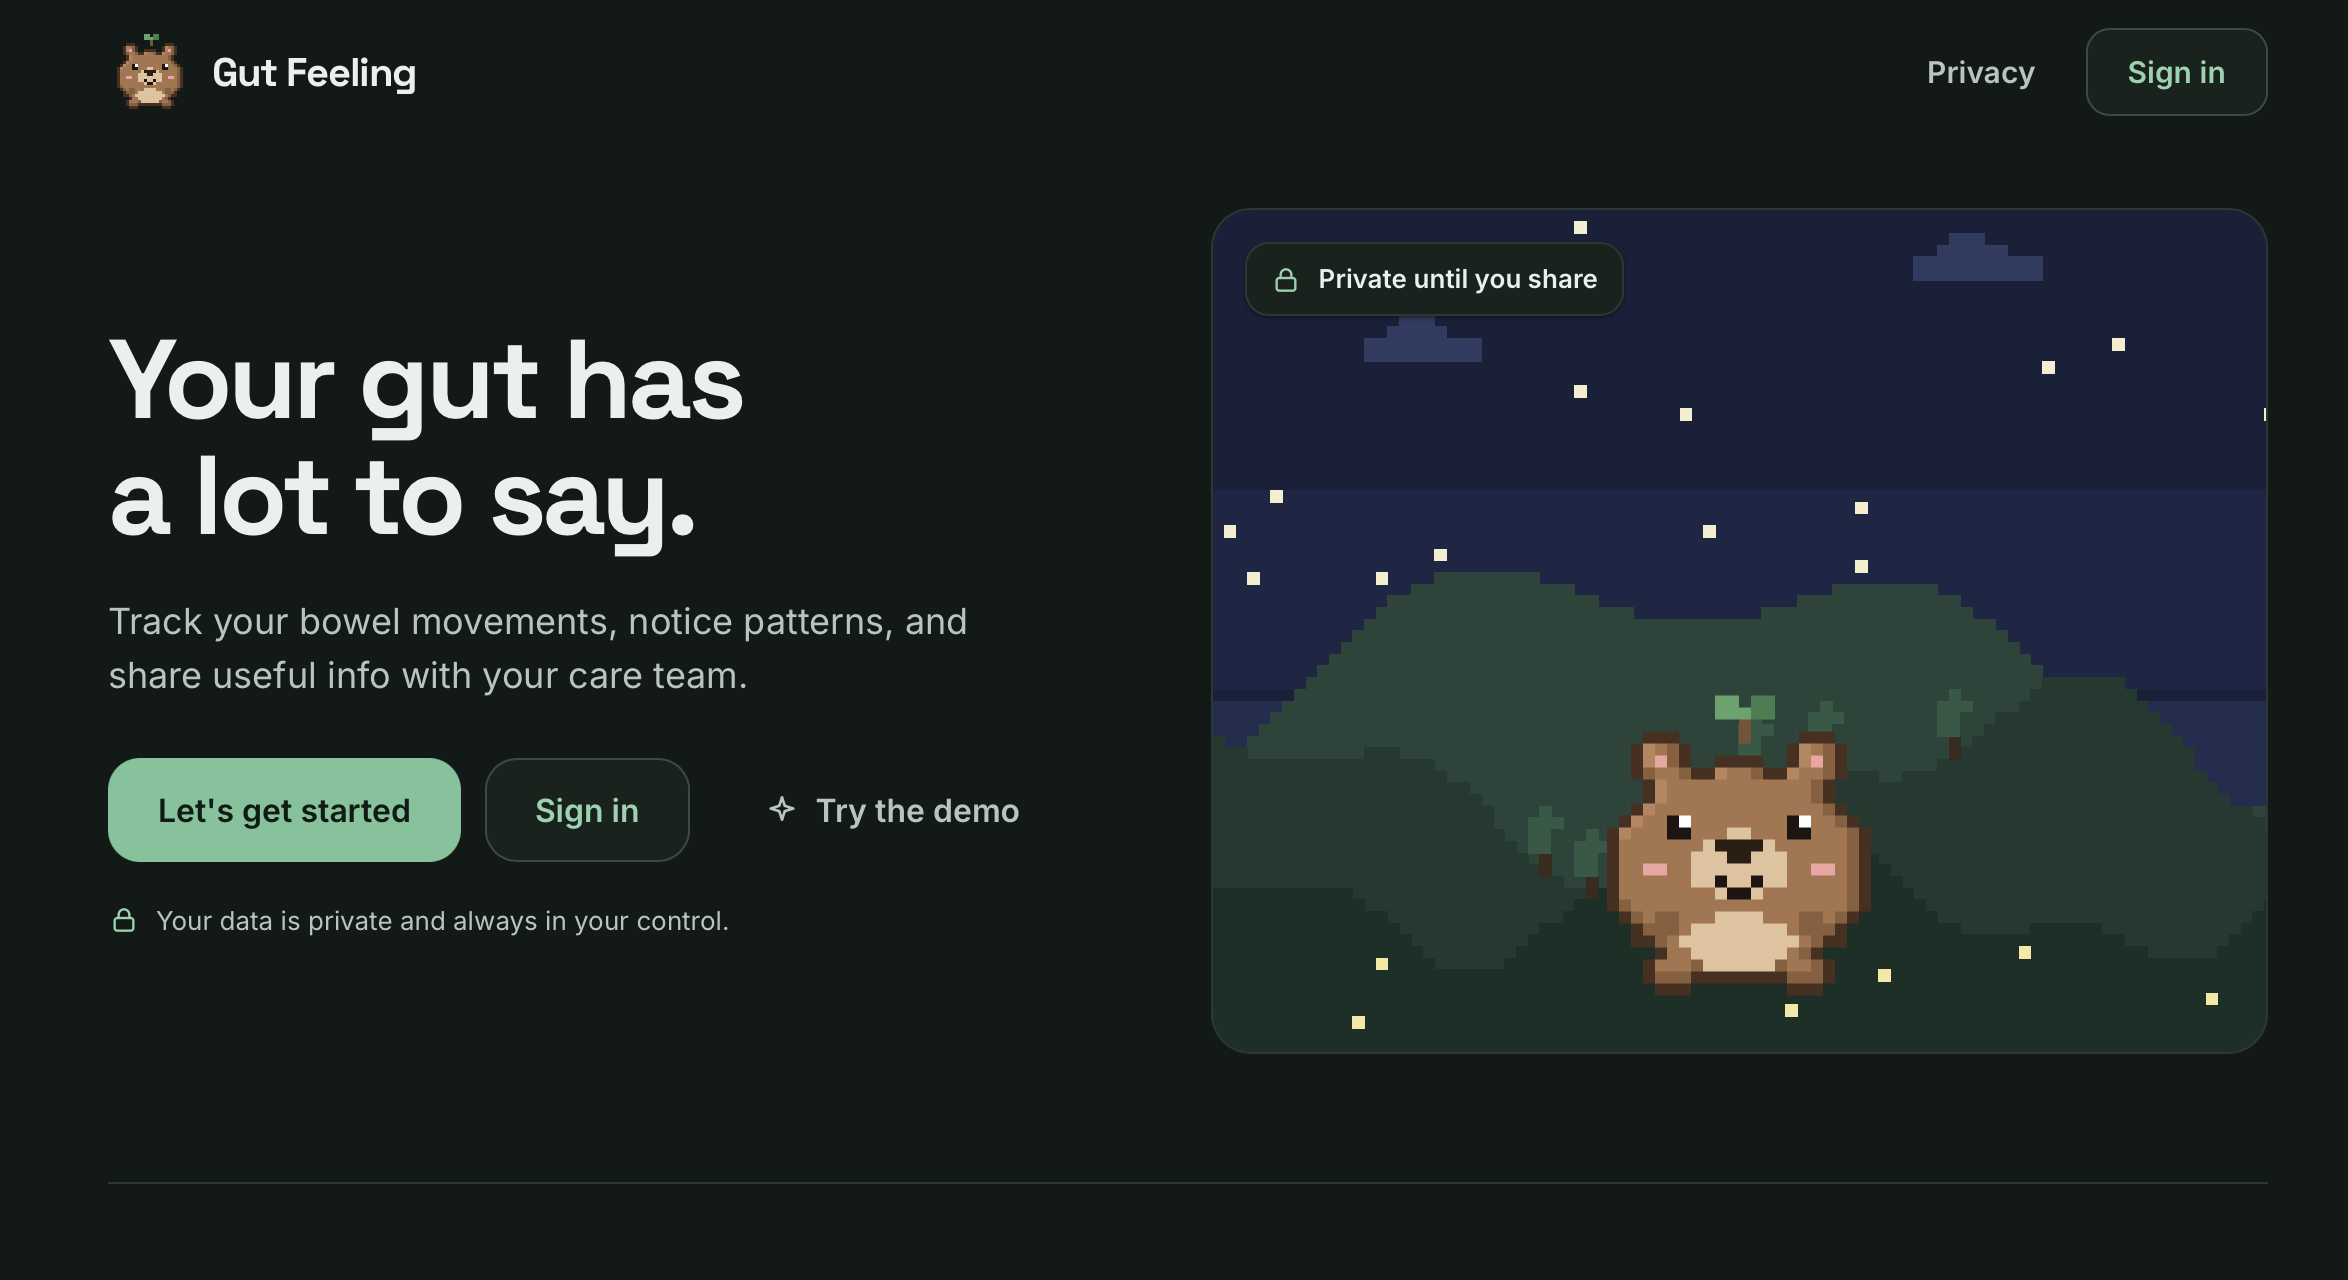 Gut Feeling
Privacy
Sign in
Private until you share
Your gut has
a lot to say.
Track your bowel movements, notice patterns, and
share useful info with your care team.
Let's get started
Sign in
Try the demo
Your data is private and always in your control.